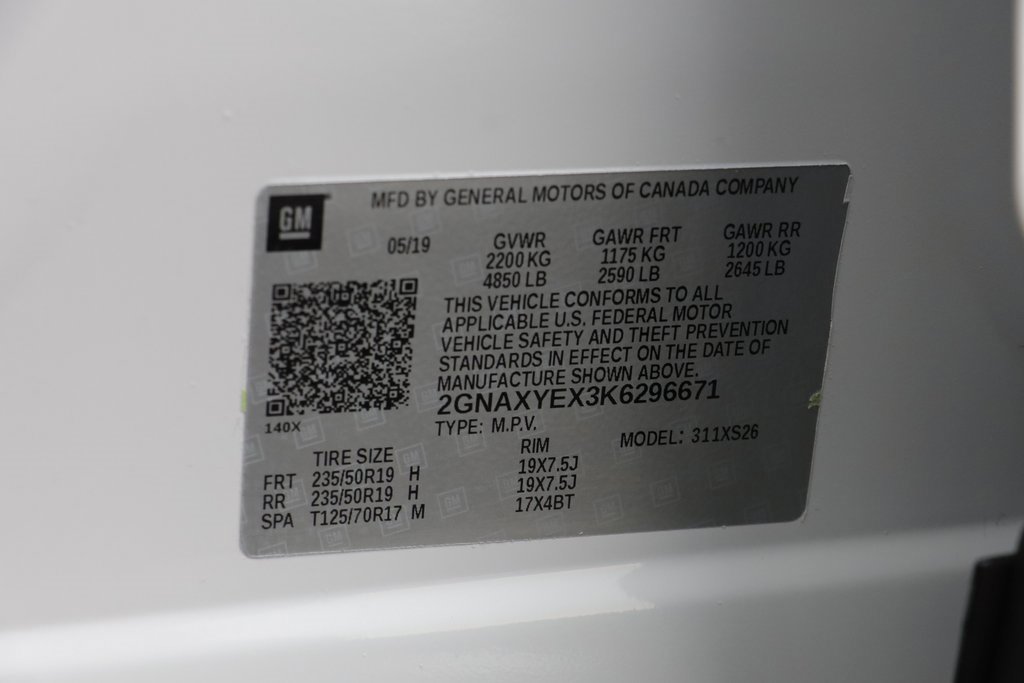 GM
MFD BY GENERAL MOTORS OF CANADA COMPANY
05/19 GVWR GAWR FRT GAWR RR
2200 KG 1175 KG 1200 KG
4850 LB 2590 LB 2645 LB
THIS VEHICLE CONFORMS TO ALL
APPLICABLE U.S. FEDERAL MOTOR
VEHICLE SAFETY AND THEFT PREVENTION
STANDARDS IN EFFECT ON THE DATE OF
MANUFACTURE SHOWN ABOVE.
2GNAXYEX3K6296671
140X
TYPE: M.P.V. MODEL: 311XS26
TIRE SIZE RIM
FRT 235/50R19 H 19X7.5J
RR 235/50R19 H 19X7.5J
SPA T125/70R17 M 17X4BT